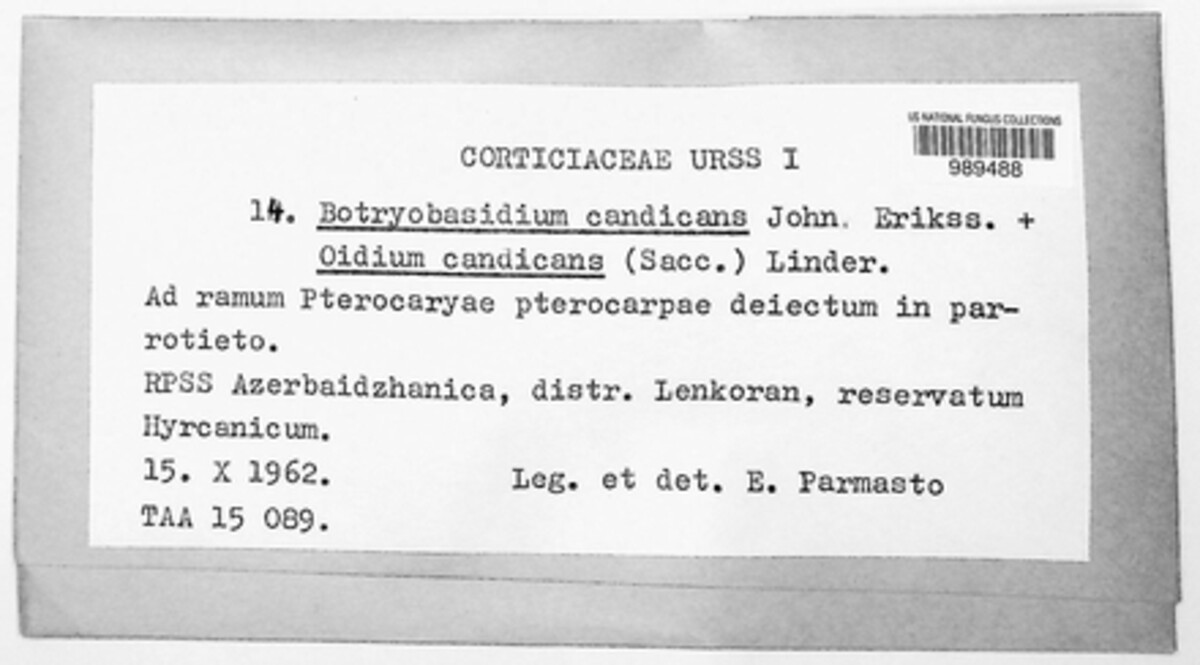 US NATIONAL FUNGUS COLLECTIONS
989488
CORTICIACEAE URSS I
14. Botryobasidium candicans John. Erikss. +
Oidium candicans (Sacc.) Linder.
Ad ramum Pterocaryae pterocarpae deiectum in par-
rotieto.
RPSS Azerbaidzhanica, distr. Lenkoran, reservatum
Hyrcanicum.
15. X 1962. Leg. et det. E. Parmasto
TAA 15 089.